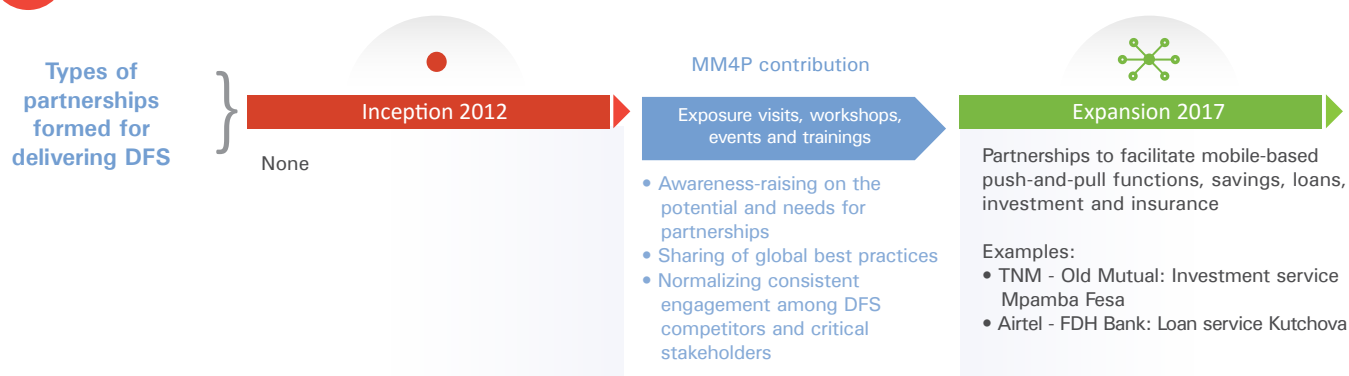 Types of
partnerships
formed for
delivering DFS
Inception 2012
None
MM4P contribution
Exposure visits, workshops,
events and trainings
• Awareness-raising on the
potential and needs for
partnerships
• Sharing of global best practices
• Normalizing consistent
engagement among DFS
competitors and critical
stakeholders
Expansion 2017
Partnerships to facilitate mobile-based
push-and-pull functions, savings, loans,
investment and insurance
Examples:
• TNM - Old Mutual: Investment service
Mpamba Fesa
• Airtel - FDH Bank: Loan service Kutchova